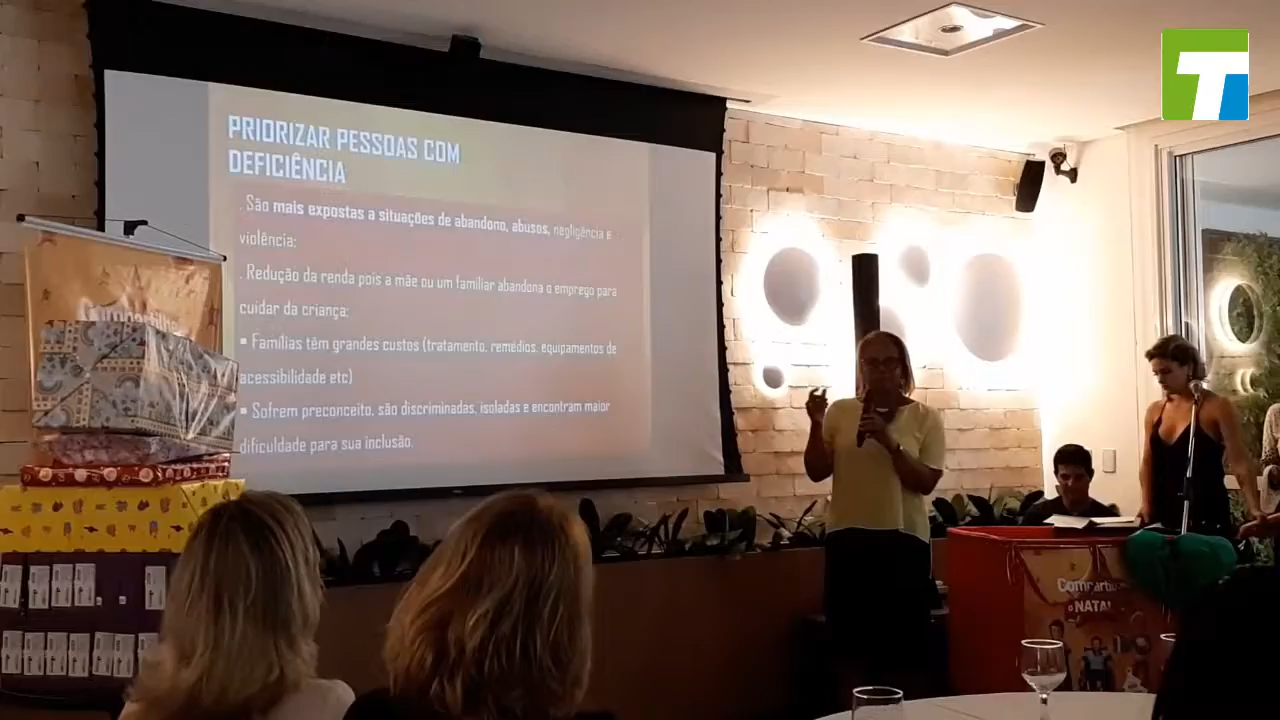 PRIORIZAR PESSOAS COM
DEFICIÊNCIA
. São mais expostas a situações de abandono, abusos, negligência e
violência;
. Redução da renda pois a mãe ou um familiar abandona o emprego para
cuidar da criança;
▪ Famílias têm grandes custos (tratamento, remédios, equipamentos de
acessibilidade etc)
▪ Sofrem preconceito, são discriminadas, isoladas e encontram maior
dificuldade para sua inclusão.
NATAL
T